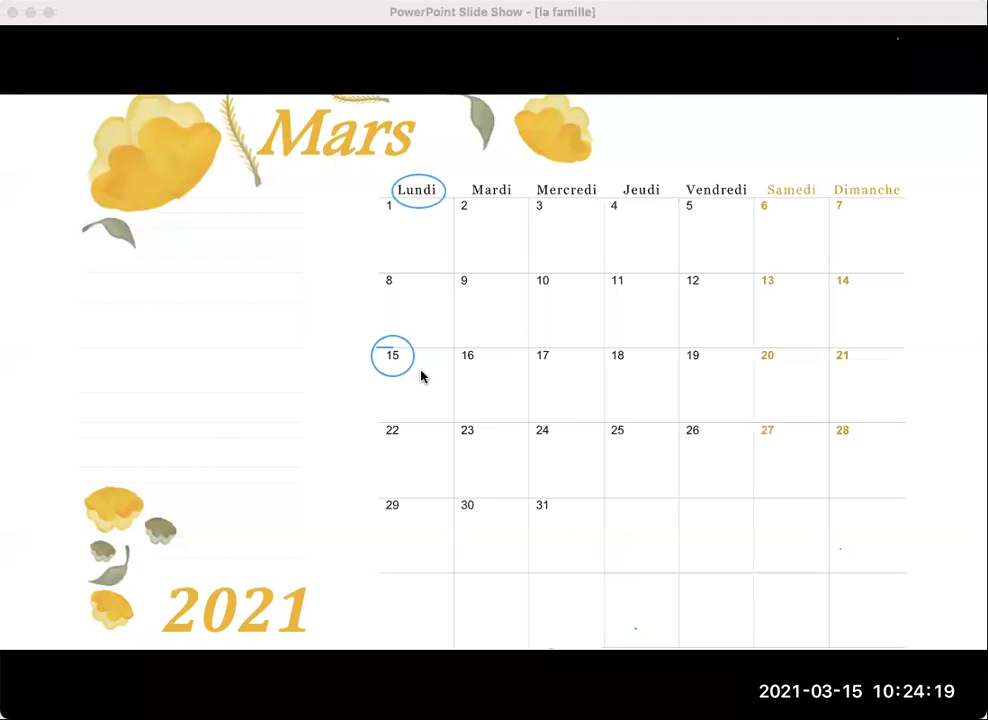 PowerPoint Slide Show - [la famille]
Mars
Lundi Mardi Mercredi Jeudi Vendredi Samedi Dimanche
1 2 3 4 5 6 7
8 9 10 11 12 13 14
15 16 17 18 19 20 21
22 23 24 25 26 27 28
29 30 31
2021
2021-03-15 10:24:19